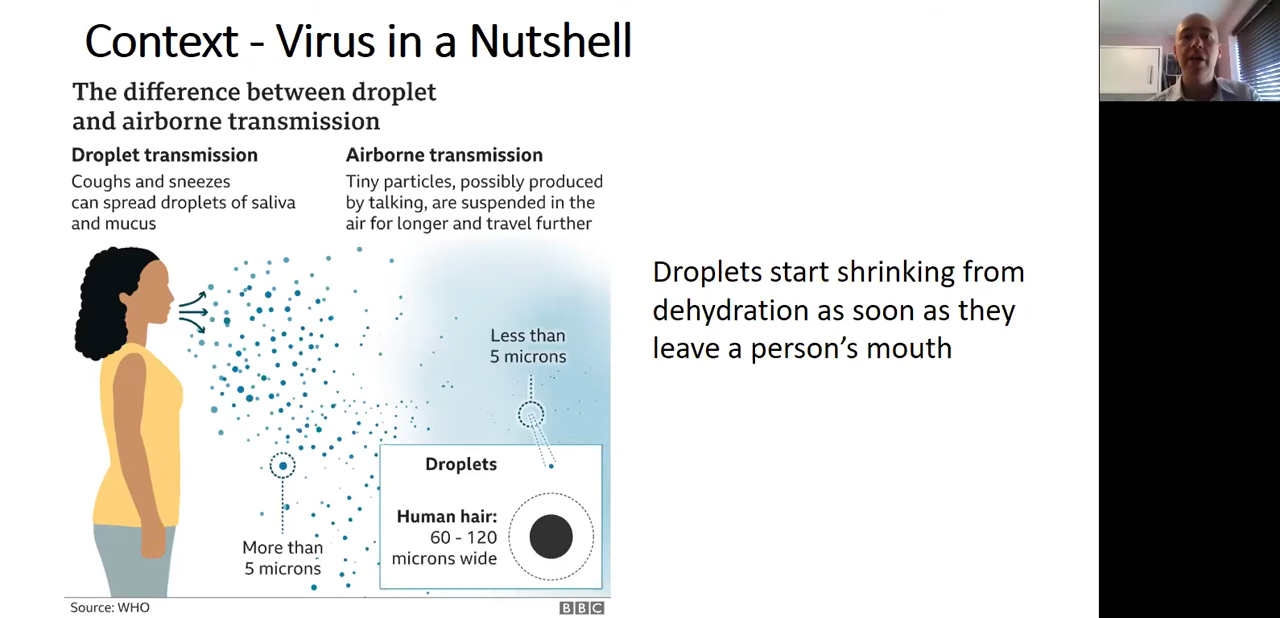 Context - Virus in a Nutshell
The difference between droplet
and airborne transmission
Droplet transmission
Coughs and sneezes
can spread droplets of saliva
and mucus
Airborne transmission
Tiny particles, possibly produced
by talking, are suspended in the
air for longer and travel further
Less than
5 microns
More than
5 microns
Droplets
Human hair:
60 - 120
microns wide
Source: WHO
BBC
Droplets start shrinking from
dehydration as soon as they
leave a person's mouth